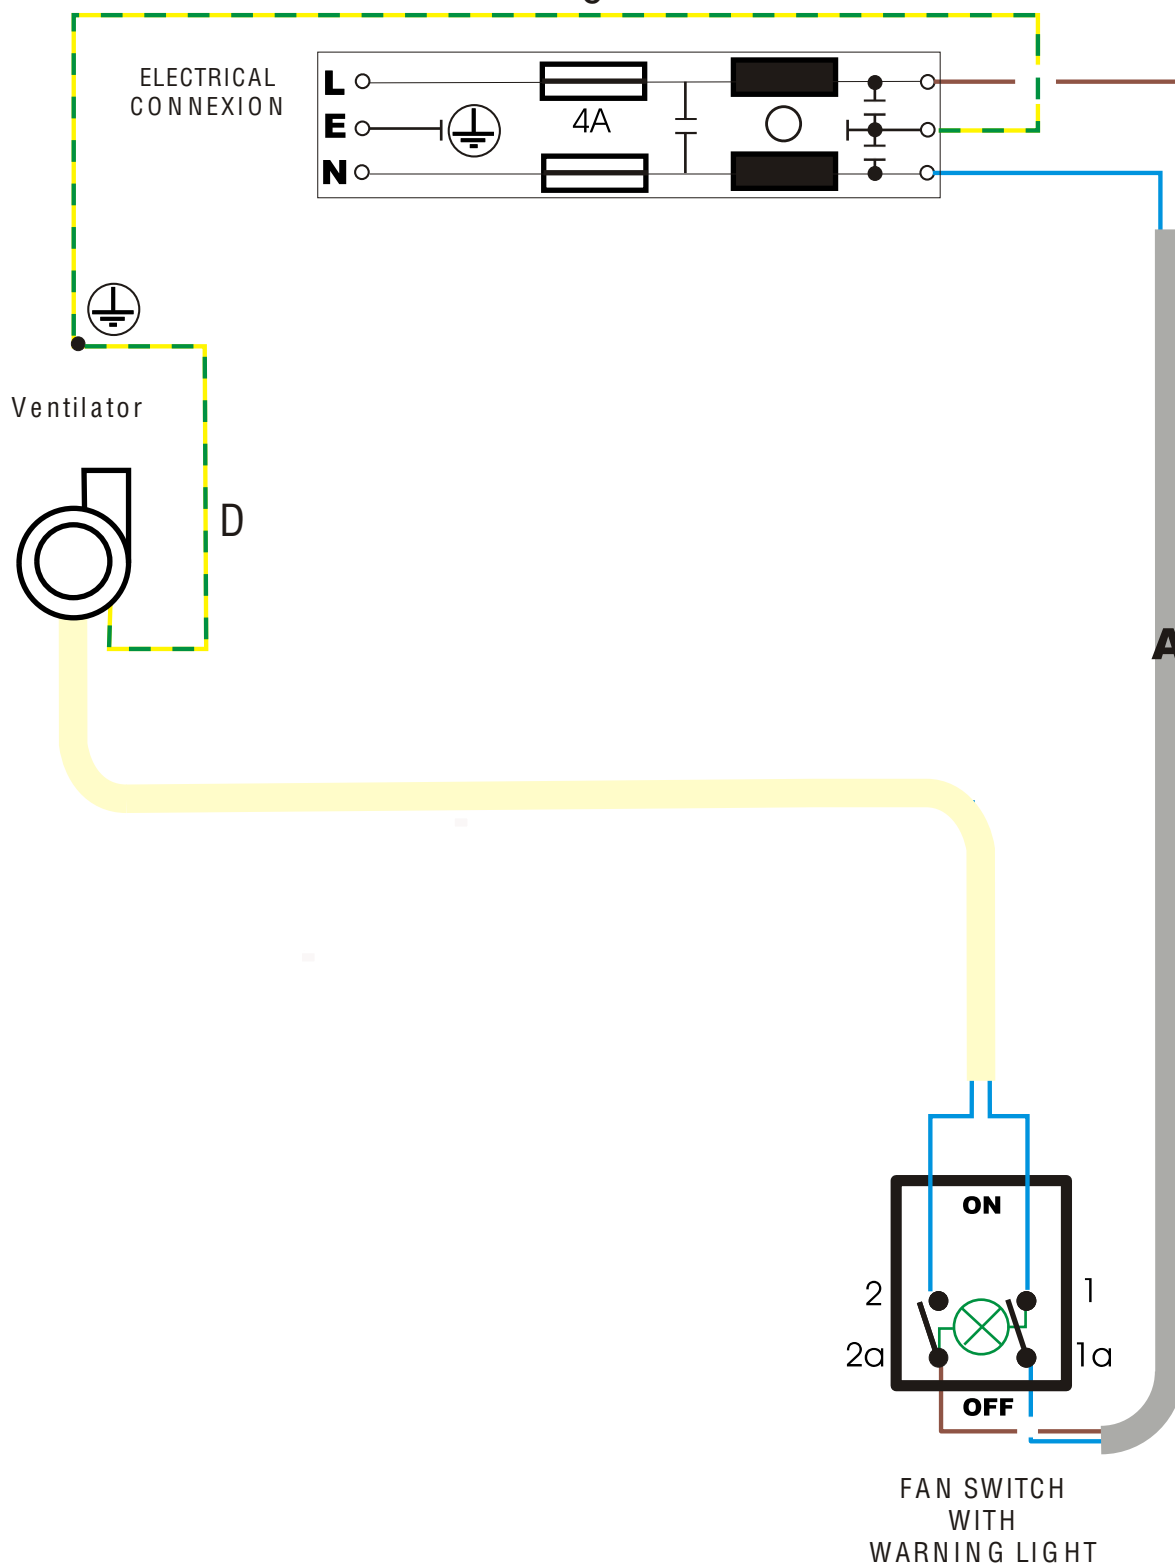 ELECTRICAL
CONNEXION
L
E
N
4A
Ventilator
D
A
ON
2
1
2a
1a
OFF
FAN SWITCH
WITH
WARNING LIGHT